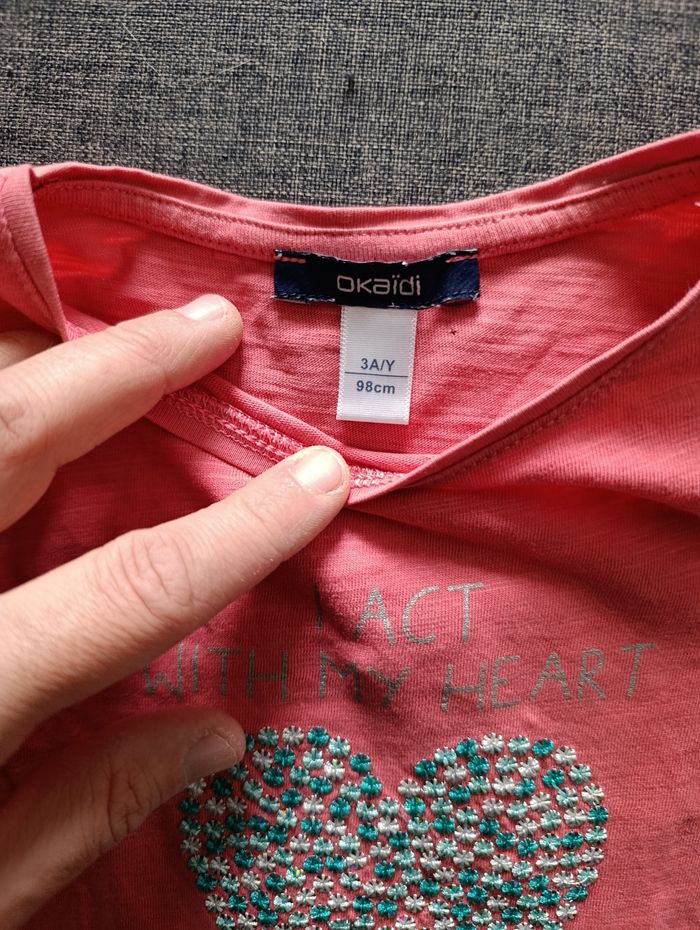 okaïdi
3A/Y
98cm
I ACT
WITH MY HEART